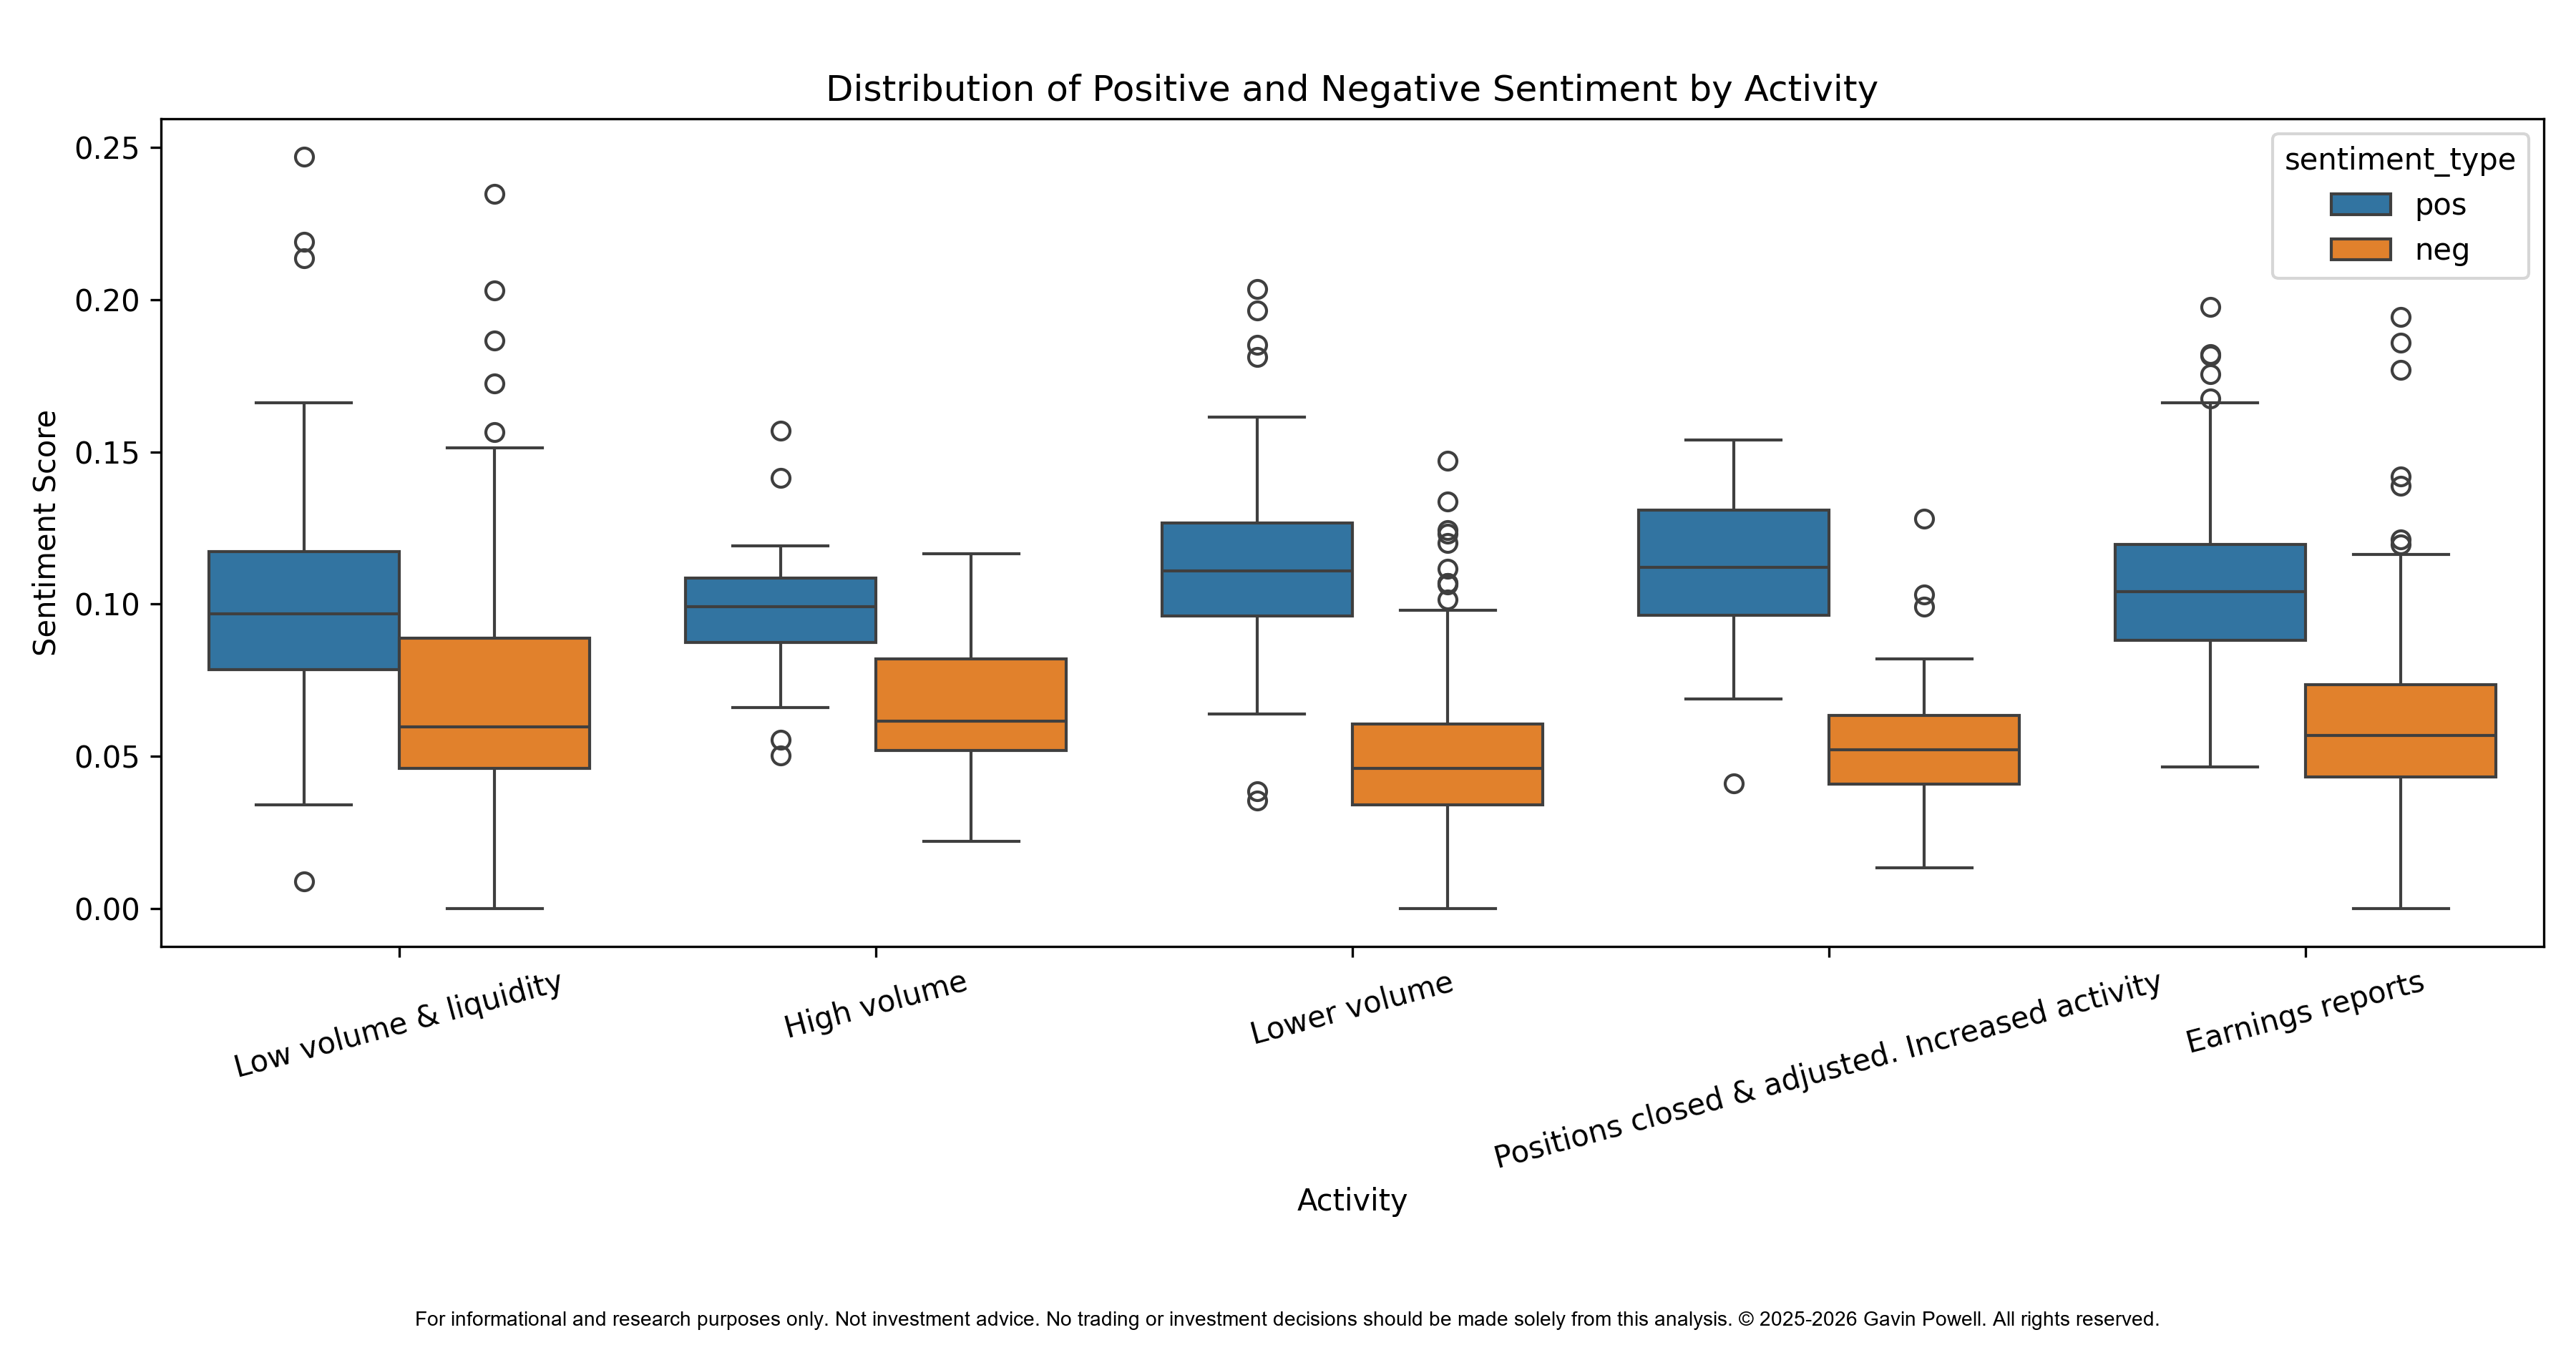 Distribution of Positive and Negative Sentiment by Activity
sentiment_type
pos
neg
Sentiment Score
0.25
0.20
0.15
0.10
0.05
0.00
Low volume & liquidity
High volume
Lower volume
Positions closed & adjusted. Increased activity
Earnings reports
Activity
For informational and research purposes only. Not investment advice. No trading or investment decisions should be made solely from this analysis. © 2025-2026 Gavin Powell. All rights reserved.